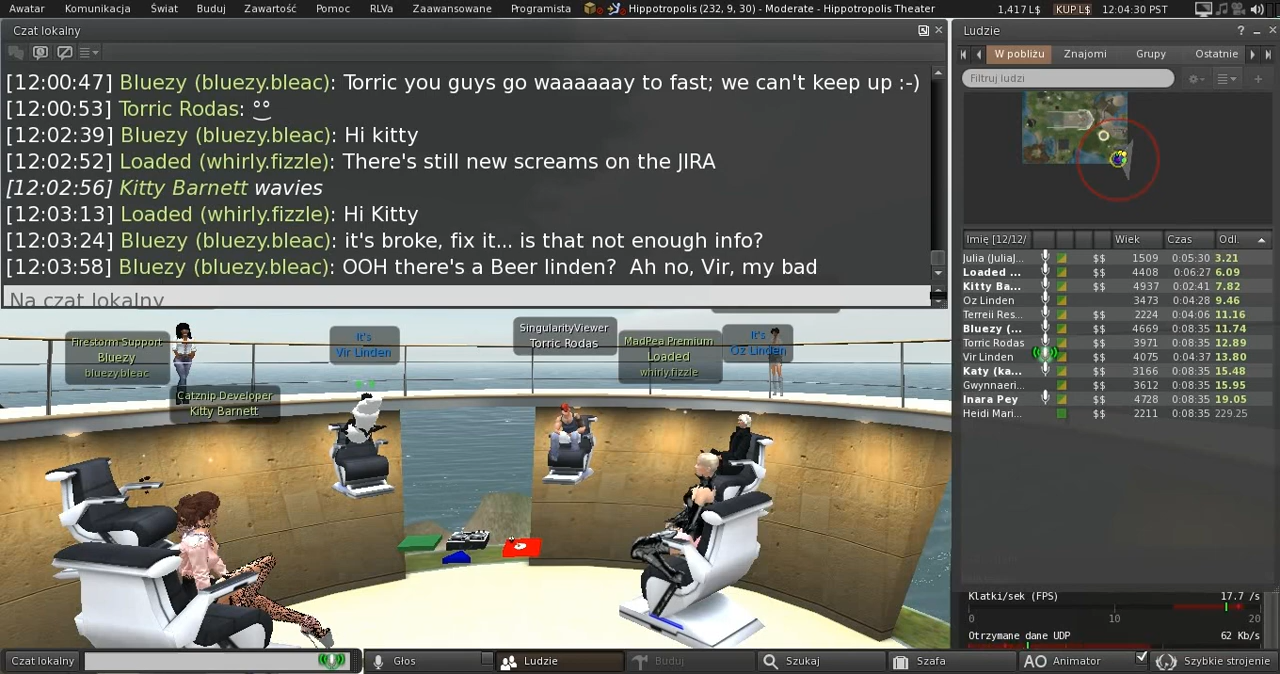 Awatar Komunikacja Świat Buduj Zawartość Pomoc RLVa Zaawansowane Programista Hippotropolis (232, 9, 30) - Moderate - Hippotropolis Theater 1,417 L$ KUP L$ 12:04:30 PST
Czat lokalny
[12:00:47] Bluezy (bluezy.bleac): Torric you guys go waaaaaay to fast; we can't keep up :-)
[12:00:53] Torric Rodas:
[12:02:39] Bluezy (bluezy.bleac): Hi kitty
[12:02:52] Loaded (whirly.fizzle): There's still new screams on the JIRA
[12:02:56] Kitty Barnett wavies
[12:03:13] Loaded (whirly.fizzle): Hi Kitty
[12:03:24] Bluezy (bluezy.bleac): it's broke, fix it... is that not enough info?
[12:03:58] Bluezy (bluezy.bleac): OOH there's a Beer linden?  Ah no, Vir, my bad
Na czat lokalny
Firestorm Support
Bluezy
bluezy.bleac
Catznip Developer
Kitty Barnett
It's
Vir Linden
SingularityViewer
Torric Rodas
MadPea Premium
Loaded
whirly.fizzle
It's
Oz Linden
Ludzie ? _ ×
W pobliżu Znajomi Grupy Ostatnie
Filtruj ludzi
Imię [12/12/ Wiek Czas Odl.
Julia (JuliaJ... $$ 1509 0:05:30 3.21
Loaded ... $$ 4408 0:06:27 6.09
Kitty Ba... $$ 4937 0:02:41 7.82
Oz Linden 3473 0:04:28 9.46
Terreii Res... $$ 2224 0:04:06 11.16
Bluezy (... $$ 4669 0:08:35 11.74
Torric Rodas $$ 3971 0:08:35 12.89
Vir Linden $$ 4075 0:04:37 13.80
Katy (ka... $$ 3166 0:08:35 15.48
Gwynnaeri... $$ 3612 0:08:35 15.95
Inara Pey $$ 4728 0:08:35 19.05
Heidi Mari... $$ 2211 0:08:35 229.25
Klatki/sek (FPS) 17.7 /s
0 10 20
Otrzymane dane UDP 62 Kb/s
Czat lokalny Głos Ludzie Buduj Szukaj Szafa AO Animator Szybkie strojenie